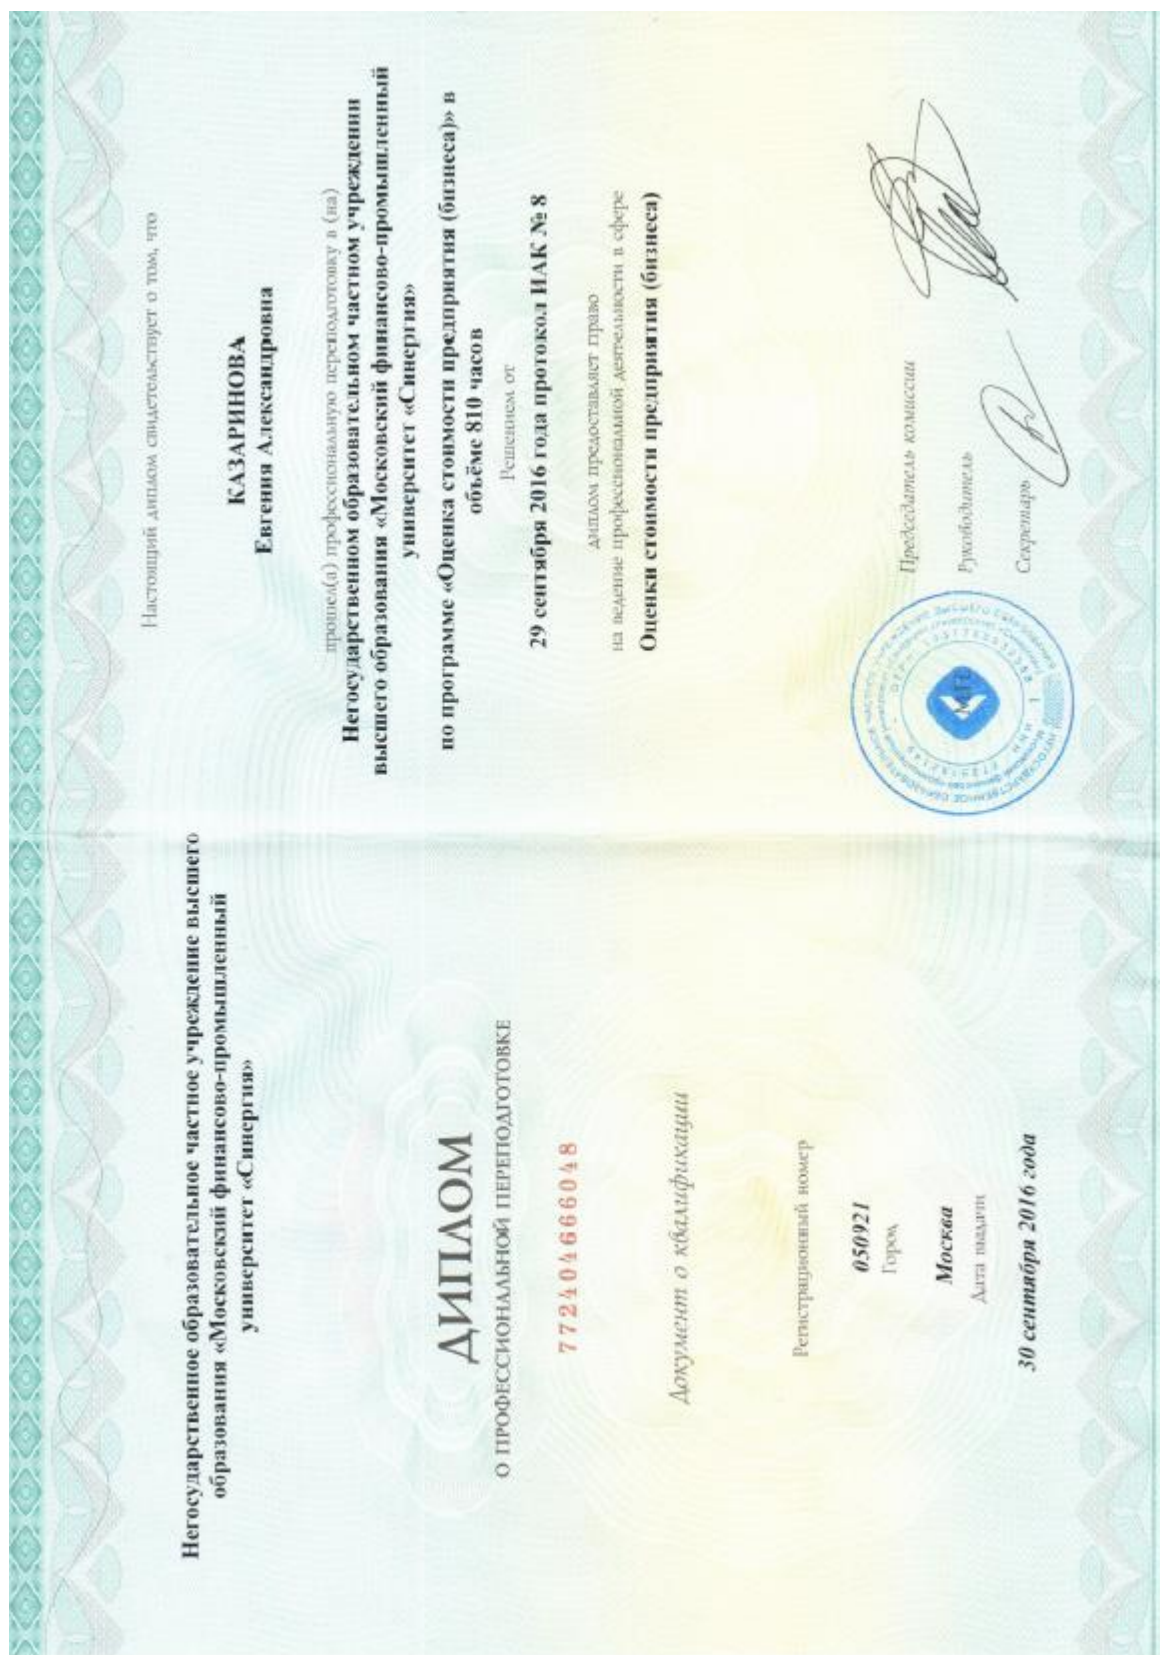 Негосударственное образовательное частное учреждение высшего
образования «Московский финансово-промышленный
университет «Синергия»
ДИПЛОМ
О ПРОФЕССИОНАЛЬНОЙ ПЕРЕПОДГОТОВКЕ
772404666048
Документ о квалификации
Регистрационный номер
050921
Город
Москва
Дата выдачи
30 сентября 2016 года
Настоящий диплом свидетельствует о том, что
КАЗАРИНОВА
Евгения Александровна
прошел(а) профессиональную переподготовку в (на)
Негосударственном образовательном частном учреждении
высшего образования «Московский финансово-промышленный
университет «Синергия»
по программе «Оценка стоимости предприятия (бизнеса)» в
объёме 810 часов
Решением от
29 сентября 2016 года протокол ИАК № 8
диплом предоставляет право
на ведение профессиональной деятельности в сфере
Оценки стоимости предприятия (бизнеса)
Председатель комиссии
Руководитель
Секретарь